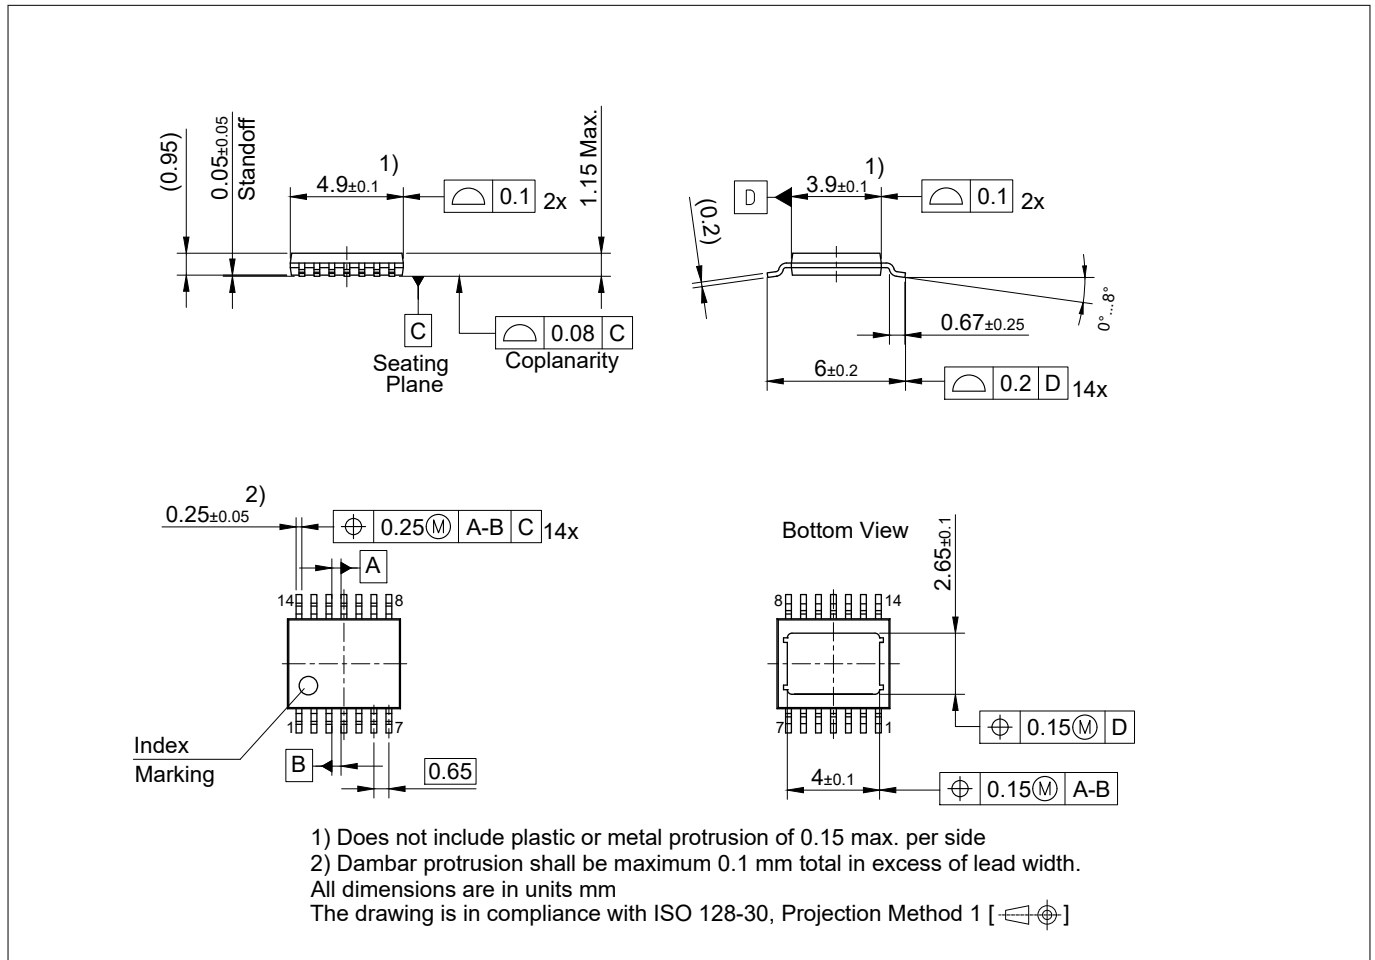 (0.95)
0.05±0.05
Standoff
1)
4.9±0.1
0.1 2x
1.15 Max.
C
Seating
Plane
0.08 C
Coplanarity
D
1)
3.9±0.1
0.1 2x
(0.2)
0°...8°
0.67±0.25
6±0.2
0.2 D 14x
2)
0.25±0.05
0.25 M A-B C 14x
A
14 8
1 7
Index
Marking
B
0.65
Bottom View
2.65±0.1
8 14
7 1
0.15 M D
4±0.1
0.15 M A-B
1) Does not include plastic or metal protrusion of 0.15 max. per side
2) Dambar protrusion shall be maximum 0.1 mm total in excess of lead width.
All dimensions are in units mm
The drawing is in compliance with ISO 128-30, Projection Method 1 [ ]